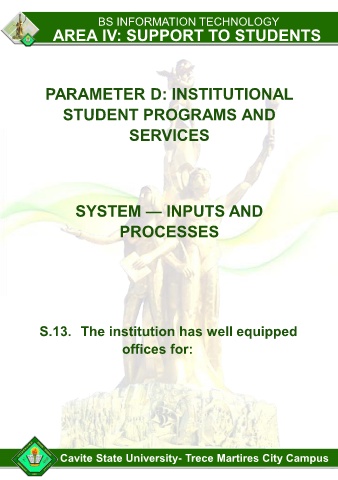 BS INFORMATION TECHNOLOGY
AREA IV: SUPPORT TO STUDENTS
PARAMETER D: INSTITUTIONAL
STUDENT PROGRAMS AND
SERVICES
SYSTEM — INPUTS AND
PROCESSES
S.13. The institution has well equipped
offices for:
Cavite State University- Trece Martires City Campus